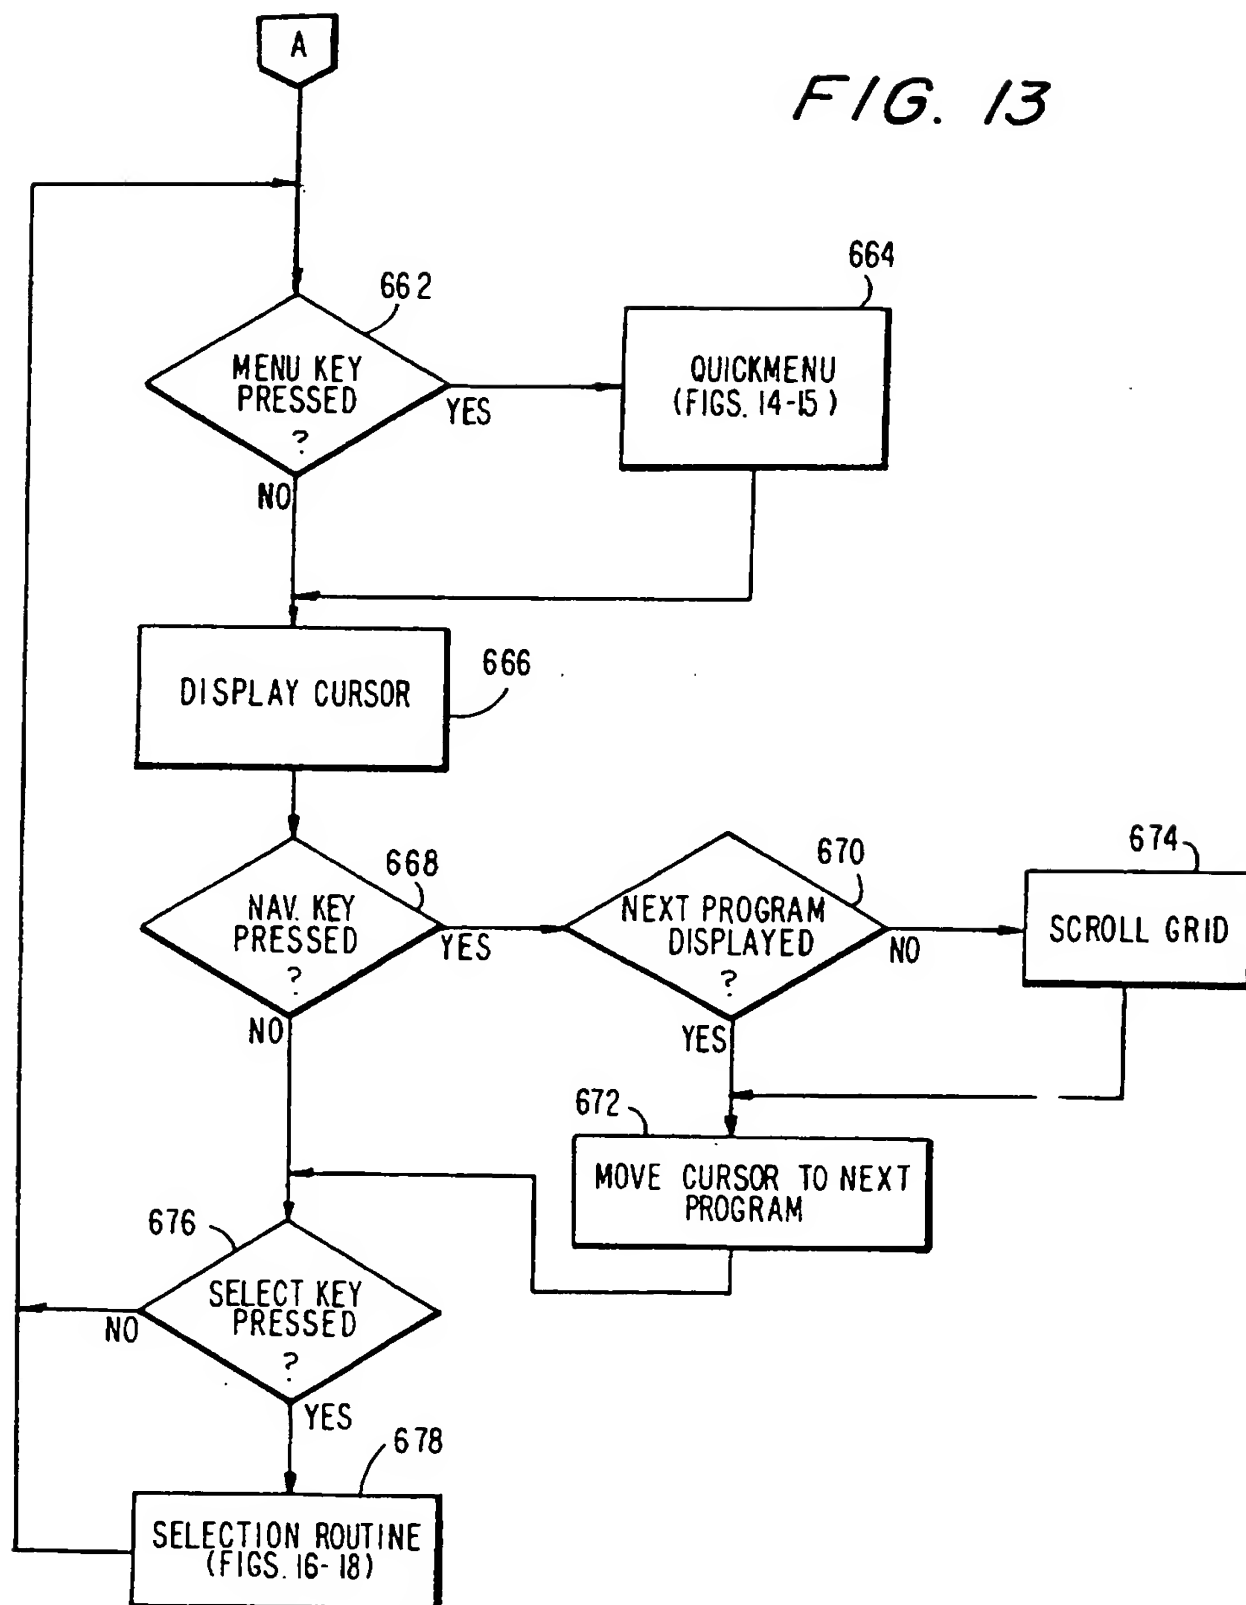 A
FIG. 13
662
664
MENU KEY
PRESSED
?
YES
NO
QUICKMENU
(FIGS. 14-15)
DISPLAY CURSOR
666
668
NAV. KEY
PRESSED
?
YES
NO
670
NEXT PROGRAM
DISPLAYED
?
NO
YES
674
SCROLL GRID
672
MOVE CURSOR TO NEXT
PROGRAM
676
SELECT KEY
PRESSED
?
NO
YES
678
SELECTION ROUTINE
(FIGS. 16-18)